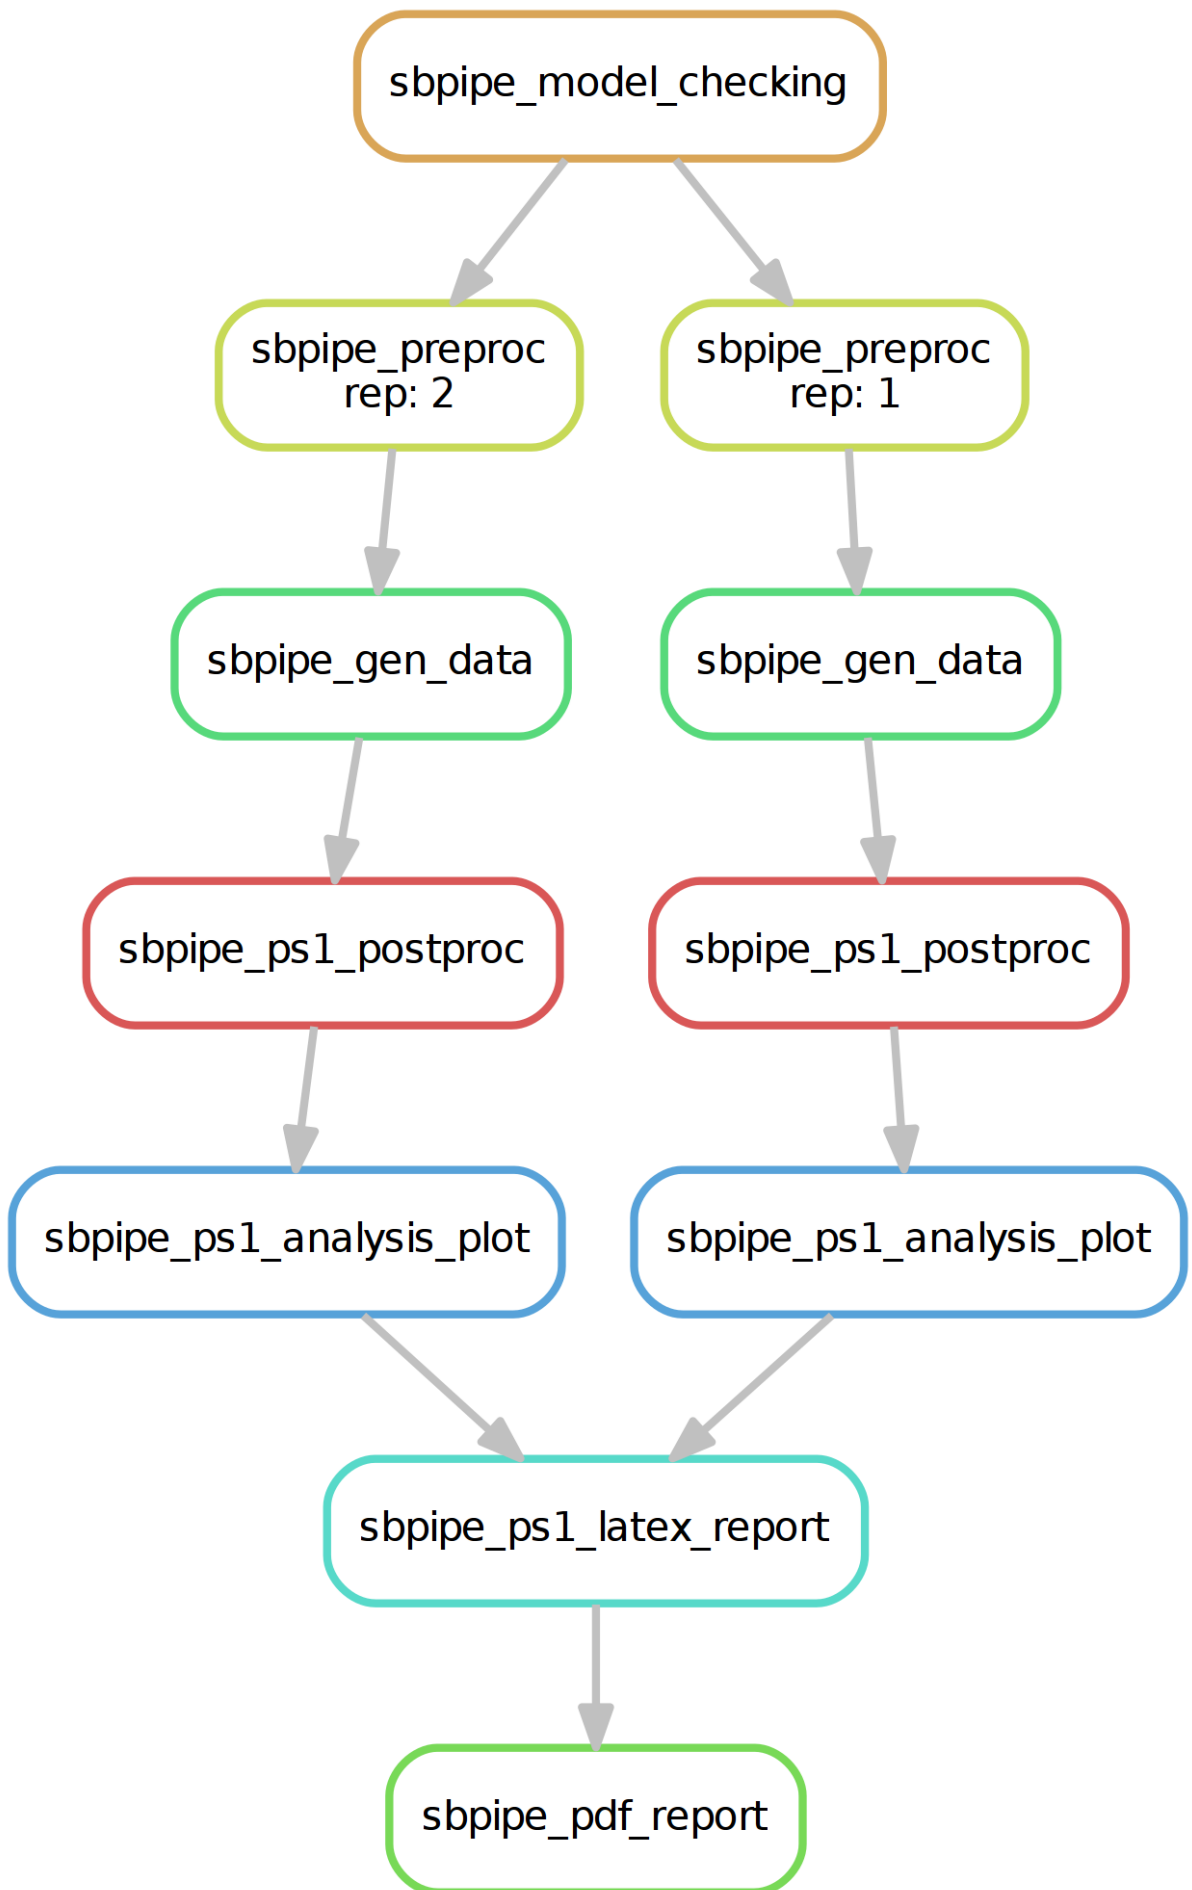 sbpipe_model_checking
sbpipe_preproc
rep: 2
sbpipe_preproc
rep: 1
sbpipe_gen_data
sbpipe_gen_data
sbpipe_ps1_postproc
sbpipe_ps1_postproc
sbpipe_ps1_analysis_plot
sbpipe_ps1_analysis_plot
sbpipe_ps1_latex_report
sbpipe_pdf_report